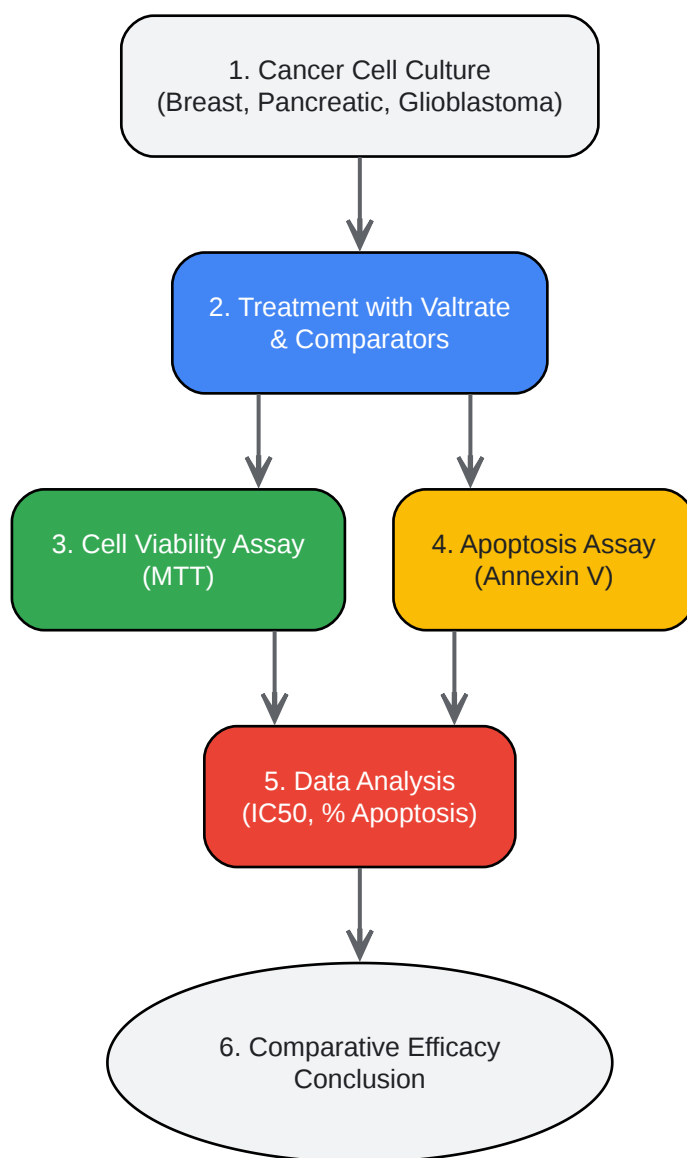 1. Cancer Cell Culture
(Breast, Pancreatic, Glioblastoma)
2. Treatment with Valtrate
& Comparators
3. Cell Viability Assay
(MTT)
4. Apoptosis Assay
(Annexin V)
5. Data Analysis
(IC50, % Apoptosis)
6. Comparative Efficacy
Conclusion